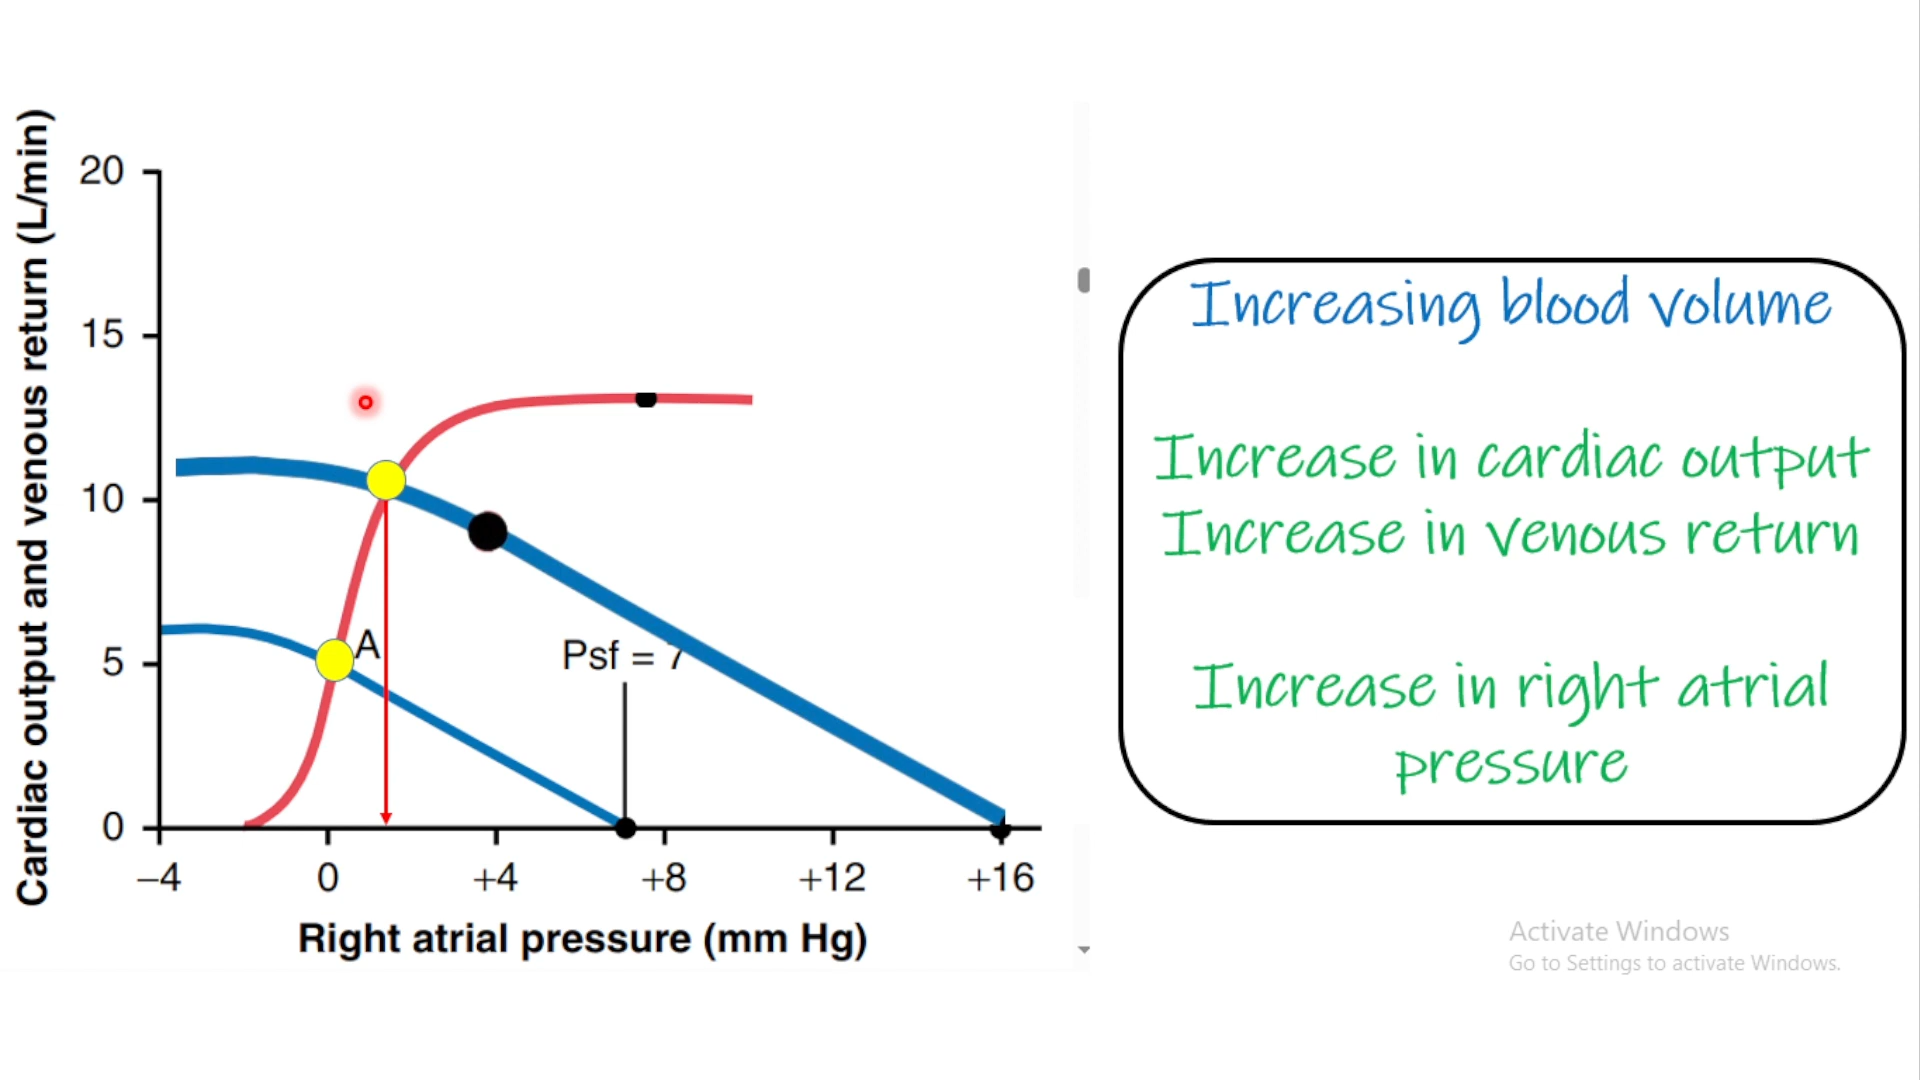 Cardiac output and venous return (L/min)
20
15
10
5
0
A
Psf = 7
−4 0 +4 +8 +12 +16
Right atrial pressure (mm Hg)
Increasing blood volume
Increase in cardiac output
Increase in venous return
Increase in right atrial
pressure
Activate Windows
Go to Settings to activate Windows.